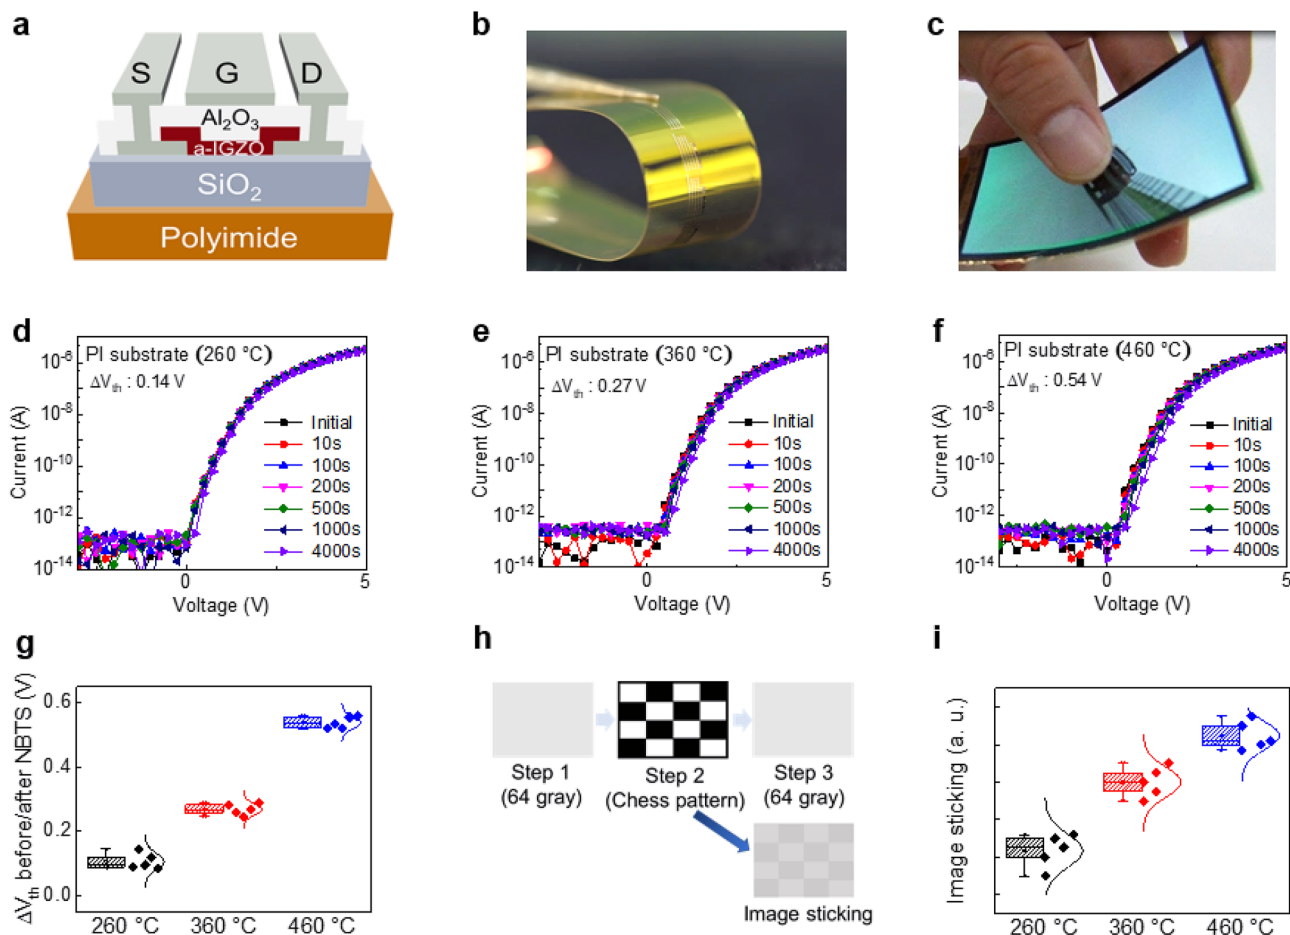 a
S G D
Al₂O₃
a-IGZO
SiO₂
Polyimide
b
c
d
PI substrate (260 °C)
ΔVth : 0.14 V
Initial
10s
100s
200s
500s
1000s
4000s
10⁻⁶
10⁻⁸
10⁻¹⁰
10⁻¹²
10⁻¹⁴
Current (A)
0 5
Voltage (V)
e
PI substrate (360 °C)
ΔVth : 0.27 V
Initial
10s
100s
200s
500s
1000s
4000s
10⁻⁶
10⁻⁸
10⁻¹⁰
10⁻¹²
10⁻¹⁴
Current (A)
0 5
Voltage (V)
f
PI substrate (460 °C)
ΔVth : 0.54 V
Initial
10s
100s
200s
500s
1000s
4000s
10⁻⁶
10⁻⁸
10⁻¹⁰
10⁻¹²
10⁻¹⁴
Current (A)
0 5
Voltage (V)
g
ΔVth before/after NBTS (V)
0.6
0.4
0.2
0.0
260 °C 360 °C 460 °C
h
Step 1
(64 gray)
Step 2
(Chess pattern)
Step 3
(64 gray)
Image sticking
i
Image sticking (a. u.)
260 °C 360 °C 460 °C